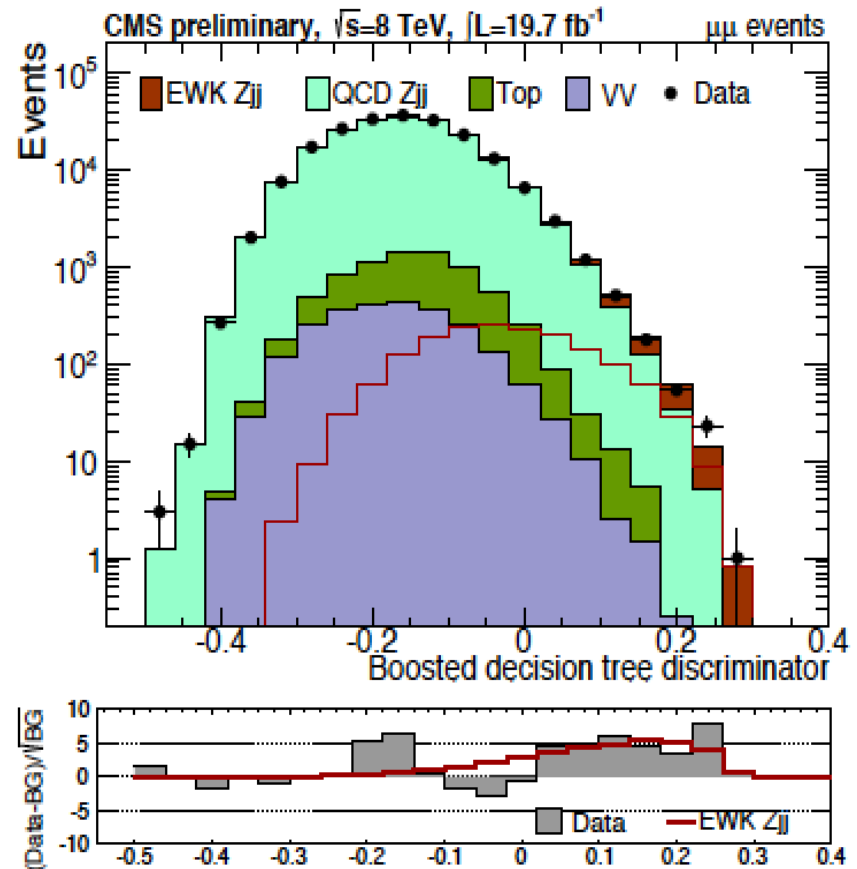 CMS preliminary, √s=8 TeV, ∫L=19.7 fb⁻¹ μμ events
Events
EWK Zjj QCD Zjj Top VV Data
10⁵
10⁴
10³
10²
10
1
-0.4 -0.2 0 0.2 0.4
Boosted decision tree discriminator
(Data-BG)/√BG
10
5
0
-5
-10
Data EWK Zjj
-0.5 -0.4 -0.3 -0.2 -0.1 0 0.1 0.2 0.3 0.4